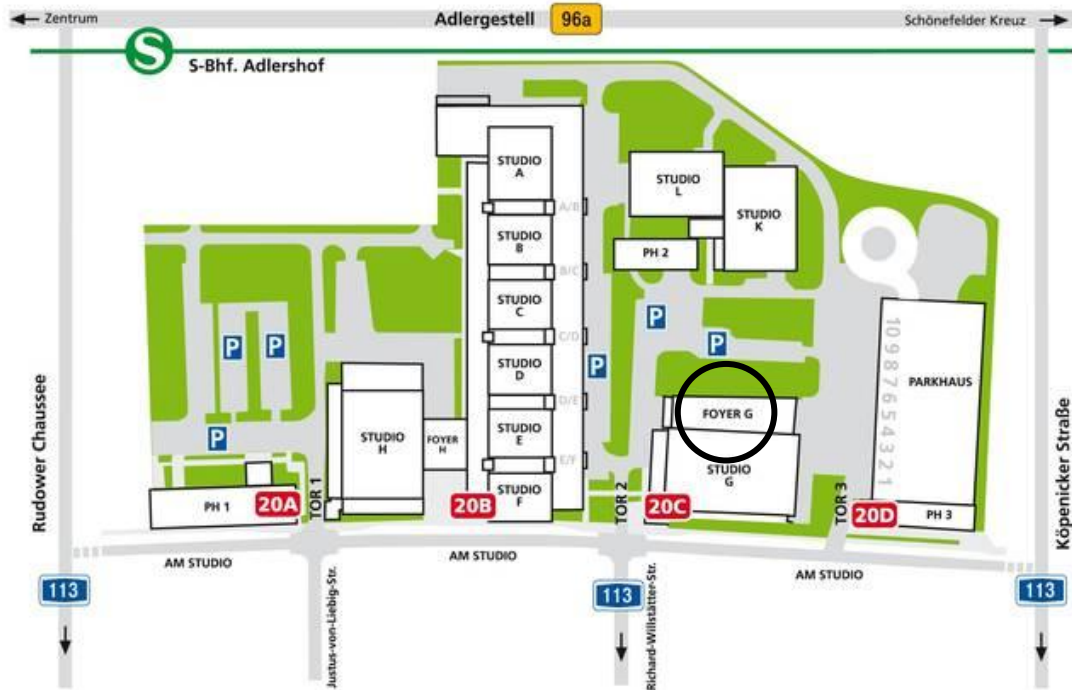 Zentrum
Adlergestell
96a
Schönefelder Kreuz
S
S-Bhf. Adlershof
STUDIO
A
A/B
STUDIO
B
B/C
STUDIO
C
C/D
STUDIO
D
D/E
STUDIO
E
E/F
STUDIO
F
STUDIO
L
STUDIO
K
PH 2
P
P
P
P
P
P
FOYER G
STUDIO
G
10 9 8 7 6 5 4 3 2 1
PARKHAUS
STUDIO
H
FOYER
H
PH 1
20A
TOR 1
20B
TOR 2
20C
TOR 3
20D
PH 3
Rudower Chaussee
Köpenicker Straße
AM STUDIO
AM STUDIO
AM STUDIO
113
Justus-von-Liebig-Str.
113
Richard-Willstätter-Str.
113